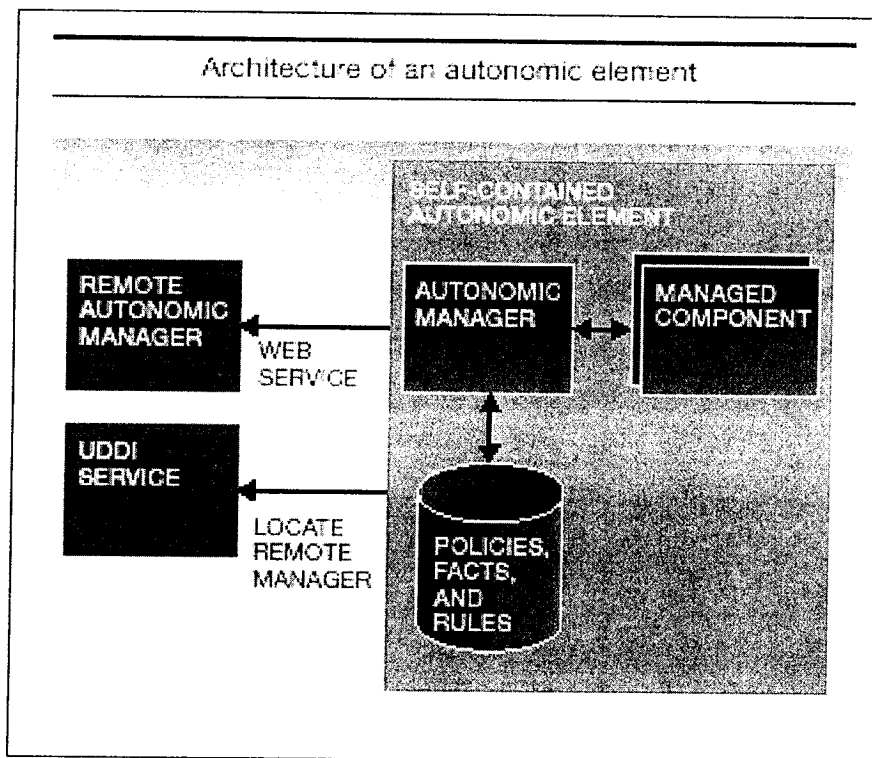 Architecture of an autonomic element
SELF-CONTAINED
AUTONOMIC ELEMENT
REMOTE
AUTONOMIC
MANAGER
WEB
SERVICE
AUTONOMIC
MANAGER
MANAGED
COMPONENT
UDDI
SERVICE
LOCATE
REMOTE
MANAGER
POLICIES,
FACTS,
AND
RULES